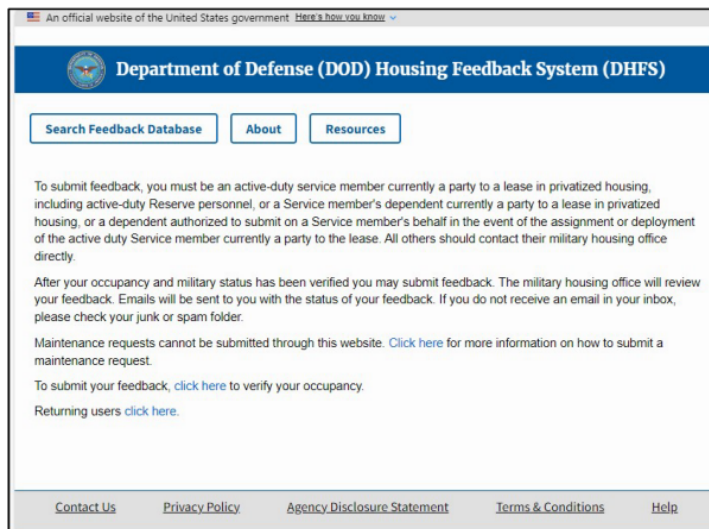 An official website of the United States government Here's how you know
Department of Defense (DOD) Housing Feedback System (DHFS)
Search Feedback Database About Resources
To submit feedback, you must be an active-duty service member currently a party to a lease in privatized housing,
including active-duty Reserve personnel, or a Service member's dependent currently a party to a lease in privatized
housing, or a dependent authorized to submit on a Service member's behalf in the event of the assignment or deployment
of the active duty Service member currently a party to the lease. All others should contact their military housing office
directly.
After your occupancy and military status has been verified you may submit feedback. The military housing office will review
your feedback. Emails will be sent to you with the status of your feedback. If you do not receive an email in your inbox,
please check your junk or spam folder.
Maintenance requests cannot be submitted through this website. Click here for more information on how to submit a
maintenance request.
To submit your feedback, click here to verify your occupancy.
Returning users click here.
Contact Us Privacy Policy Agency Disclosure Statement Terms & Conditions Help